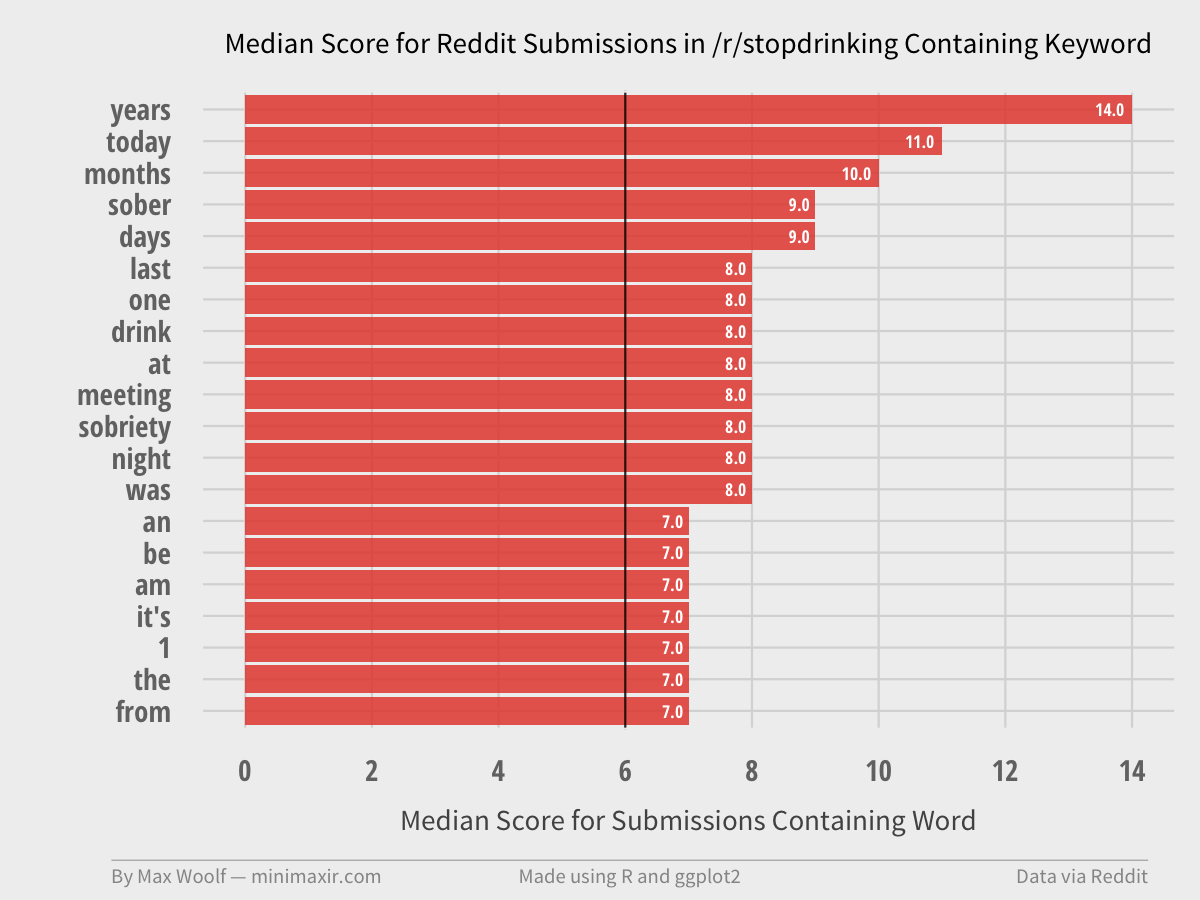 Median Score for Reddit Submissions in /r/stopdrinking Containing Keyword
years 14.0
today 11.0
months 10.0
sober 9.0
days 9.0
last 8.0
one 8.0
drink 8.0
at 8.0
meeting 8.0
sobriety 8.0
night 8.0
was 8.0
an 7.0
be 7.0
am 7.0
it's 7.0
1 7.0
the 7.0
from 7.0
0 2 4 6 8 10 12 14
Median Score for Submissions Containing Word
By Max Woolf — minimaxir.com Made using R and ggplot2 Data via Reddit